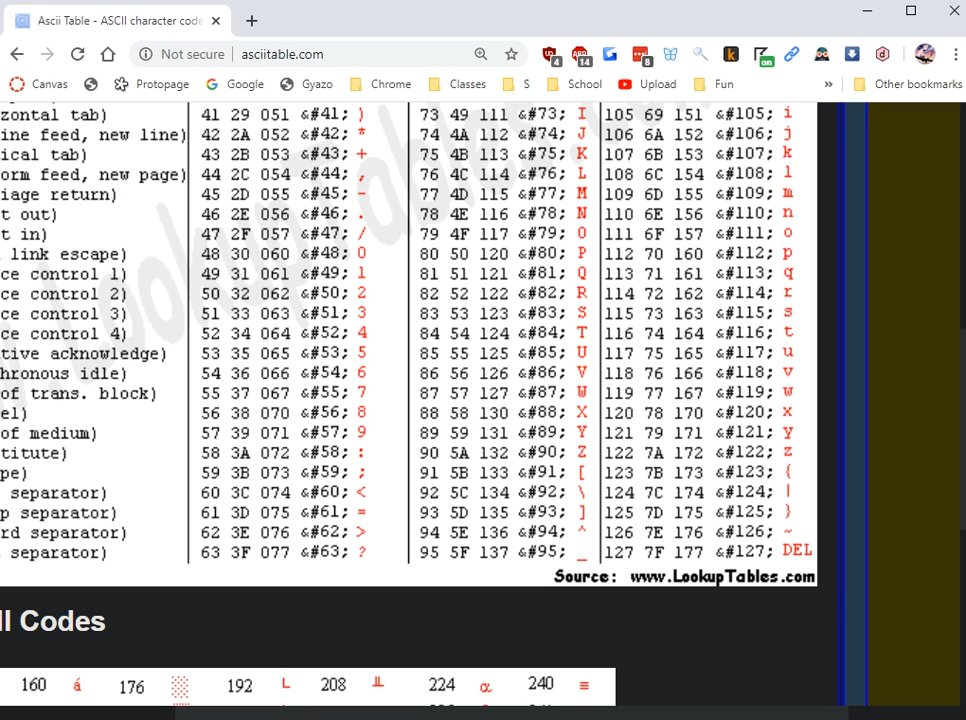 Ascii Table - ASCII character code
Not secure | asciitable.com
4 14 8 on
Canvas Protopage Google Gyazo Chrome Classes S School Upload Fun » Other bookmarks
zontal tab) 41 29 051 &#41; ) 73 49 111 &#73; I 105 69 151 &#105; i
ine feed, new line) 42 2A 052 &#42; * 74 4A 112 &#74; J 106 6A 152 &#106; j
ical tab) 43 2B 053 &#43; + 75 4B 113 &#75; K 107 6B 153 &#107; k
orm feed, new page) 44 2C 054 &#44; , 76 4C 114 &#76; L 108 6C 154 &#108; l
iage return) 45 2D 055 &#45; - 77 4D 115 &#77; M 109 6D 155 &#109; m
t out) 46 2E 056 &#46; . 78 4E 116 &#78; N 110 6E 156 &#110; n
t in) 47 2F 057 &#47; / 79 4F 117 &#79; O 111 6F 157 &#111; o
 link escape) 48 30 060 &#48; 0 80 50 120 &#80; P 112 70 160 &#112; p
ce control 1) 49 31 061 &#49; 1 81 51 121 &#81; Q 113 71 161 &#113; q
ce control 2) 50 32 062 &#50; 2 82 52 122 &#82; R 114 72 162 &#114; r
ce control 3) 51 33 063 &#51; 3 83 53 123 &#83; S 115 73 163 &#115; s
ce control 4) 52 34 064 &#52; 4 84 54 124 &#84; T 116 74 164 &#116; t
tive acknowledge) 53 35 065 &#53; 5 85 55 125 &#85; U 117 75 165 &#117; u
chronous idle) 54 36 066 &#54; 6 86 56 126 &#86; V 118 76 166 &#118; v
of trans. block) 55 37 067 &#55; 7 87 57 127 &#87; W 119 77 167 &#119; w
el) 56 38 070 &#56; 8 88 58 130 &#88; X 120 78 170 &#120; x
of medium) 57 39 071 &#57; 9 89 59 131 &#89; Y 121 79 171 &#121; y
titute) 58 3A 072 &#58; : 90 5A 132 &#90; Z 122 7A 172 &#122; z
pe) 59 3B 073 &#59; ; 91 5B 133 &#91; [ 123 7B 173 &#123; {
 separator) 60 3C 074 &#60; < 92 5C 134 &#92; \ 124 7C 174 &#124; |
p separator) 61 3D 075 &#61; = 93 5D 135 &#93; ] 125 7D 175 &#125; }
rd separator) 62 3E 076 &#62; > 94 5E 136 &#94; ^ 126 7E 176 &#126; ~
 separator) 63 3F 077 &#63; ? 95 5F 137 &#95; _ 127 7F 177 &#127; DEL
Source: www.LookupTables.com
II Codes
160 á 176 ░ 192 └ 208 ╨ 224 α 240 ≡